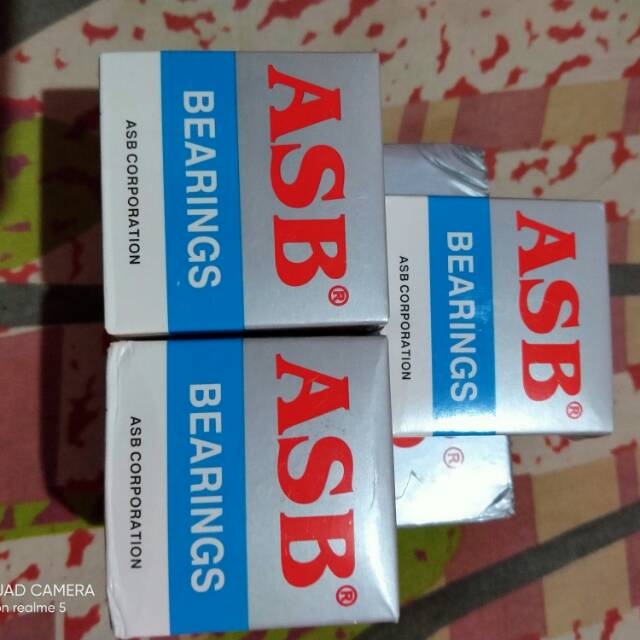 ASB®
BEARINGS
ASB CORPORATION
ASB®
BEARINGS
ASB CORPORATION
ASB®
BEARINGS
ASB CORPORATION
®
UAD CAMERA
on realme 5